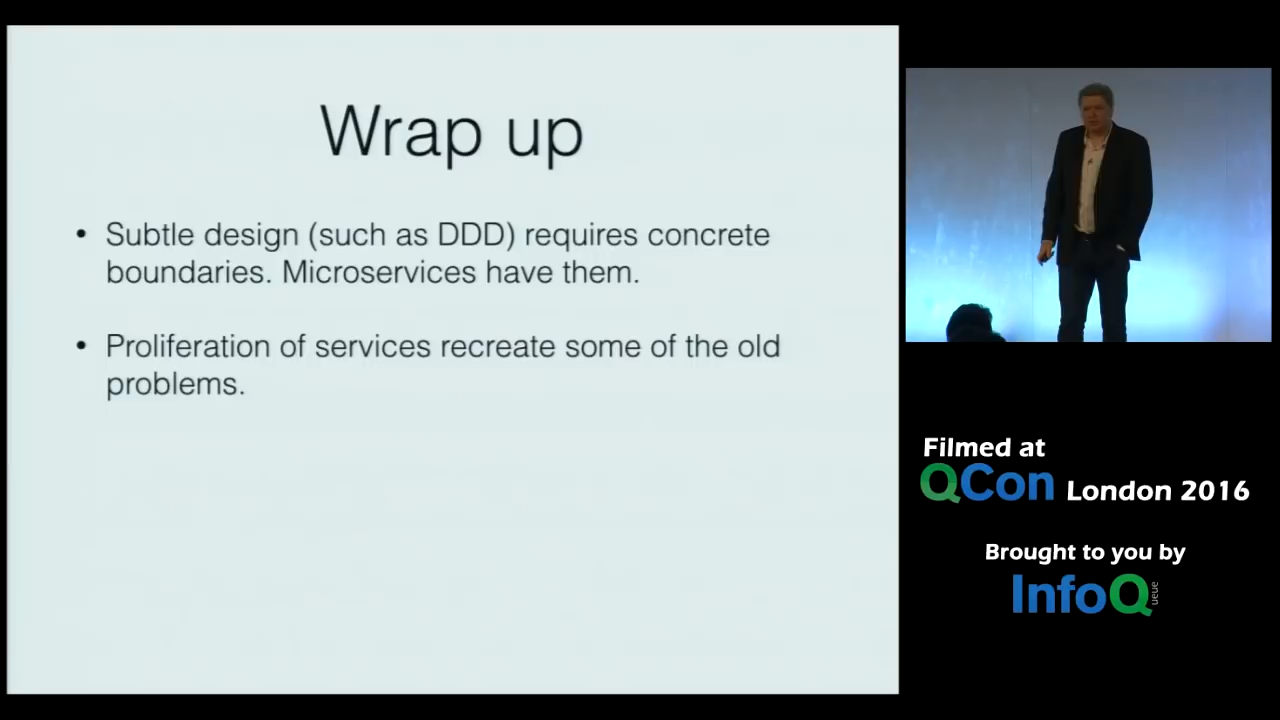 Wrap up
• Subtle design (such as DDD) requires concrete
boundaries. Microservices have them.
• Proliferation of services recreate some of the old
problems.
Filmed at
QCon London 2016
Brought to you by
InfoQueue